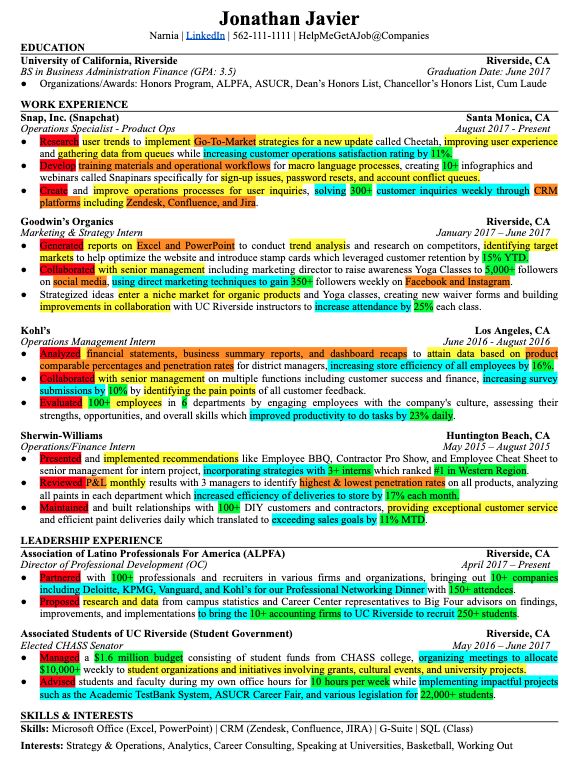 Jonathan Javier
Narnia | LinkedIn | 562-111-1111 | HelpMeGetAJob@Companies
EDUCATION
University of California, Riverside Riverside, CA
BS in Business Administration Finance (GPA: 3.5) Graduation Date: June 2017
● Organizations/Awards: Honors Program, ALPFA, ASUCR, Dean's Honors List, Chancellor's Honors List, Cum Laude
WORK EXPERIENCE
Snap, Inc. (Snapchat) Santa Monica, CA
Operations Specialist - Product Ops August 2017 - Present
● Research user trends to implement Go-To-Market strategies for a new update called Cheetah, improving user experience
and gathering data from queues while increasing customer operations satisfaction rating by 11%.
● Develop training materials and operational workflows for macro language processes, creating 10+ infographics and
webinars called Snapinars specifically for sign-up issues, password resets, and account conflict queues.
● Create and improve operations processes for user inquiries, solving 300+ customer inquiries weekly through CRM
platforms including Zendesk, Confluence, and Jira.
Goodwin's Organics Riverside, CA
Marketing & Strategy Intern January 2017 – June 2017
● Generated reports on Excel and PowerPoint to conduct trend analysis and research on competitors, identifying target
markets to help optimize the website and introduce stamp cards which leveraged customer retention by 15% YTD.
● Collaborated with senior management including marketing director to raise awareness Yoga Classes to 5,000+ followers
on social media, using direct marketing techniques to gain 350+ followers weekly on Facebook and Instagram.
● Strategized ideas enter a niche market for organic products and Yoga classes, creating new waiver forms and building
improvements in collaboration with UC Riverside instructors to increase attendance by 25% each class.
Kohl's Los Angeles, CA
Operations Management Intern June 2016 - August 2016
● Analyzed financial statements, business summary reports, and dashboard recaps to attain data based on product
comparable percentages and penetration rates for district managers, increasing store efficiency of all employees by 16%.
● Collaborated with senior management on multiple functions including customer success and finance, increasing survey
submissions by 10% by identifying the pain points of all customer feedback.
● Evaluated 100+ employees in 6 departments by engaging employees with the company's culture, assessing their
strengths, opportunities, and overall skills which improved productivity to do tasks by 23% daily.
Sherwin-Williams Huntington Beach, CA
Operations/Finance Intern May 2015 – August 2015
● Presented and implemented recommendations like Employee BBQ, Contractor Pro Show, and Employee Cheat Sheet to
senior management for intern project, incorporating strategies with 3+ interns which ranked #1 in Western Region.
● Reviewed P&L monthly results with 3 managers to identify highest & lowest penetration rates on all products, analyzing
all paints in each department which increased efficiency of deliveries to store by 17% each month.
● Maintained and built relationships with 100+ DIY customers and contractors, providing exceptional customer service
and efficient paint deliveries daily which translated to exceeding sales goals by 11% MTD.
LEADERSHIP EXPERIENCE
Association of Latino Professionals For America (ALPFA) Riverside, CA
Director of Professional Development (OC) April 2017 – Present
● Partnered with 100+ professionals and recruiters in various firms and organizations, bringing out 10+ companies
including Deloitte, KPMG, Vanguard, and Kohl's for our Professional Networking Dinner with 150+ attendees.
● Proposed research and data from campus statistics and Career Center representatives to Big Four advisors on findings,
improvements, and implementations to bring the 10+ accounting firms to UC Riverside to recruit 250+ students.
Associated Students of UC Riverside (Student Government) Riverside, CA
Elected CHASS Senator May 2016 – June 2017
● Managed a $1.6 million budget consisting of student funds from CHASS college, organizing meetings to allocate
$10,000+ weekly to student organizations and initiatives involving grants, cultural events, and university projects.
● Advised students and faculty during my own office hours for 10 hours per week while implementing impactful projects
such as the Academic TestBank System, ASUCR Career Fair, and various legislation for 22,000+ students.
SKILLS & INTERESTS
Skills: Microsoft Office (Excel, PowerPoint) | CRM (Zendesk, Confluence, JIRA) | G-Suite | SQL (Class)
Interests: Strategy & Operations, Analytics, Career Consulting, Speaking at Universities, Basketball, Working Out